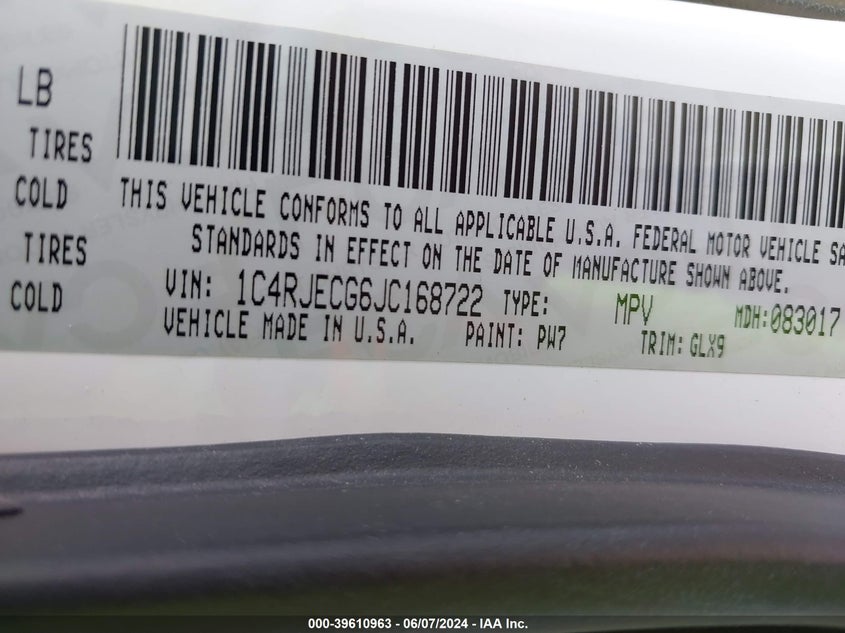 LB
TIRES
COLD
TIRES
COLD
THIS VEHICLE CONFORMS TO ALL APPLICABLE U.S.A. FEDERAL MOTOR VEHICLE SA
STANDARDS IN EFFECT ON THE DATE OF MANUFACTURE SHOWN ABOVE.
VIN: 1C4RJECG6JC168722 TYPE: MPV MDH:083017
VEHICLE MADE IN U.S.A. PAINT: PW7 TRIM: GLX9
000-39610963 - 06/07/2024 - IAA Inc.